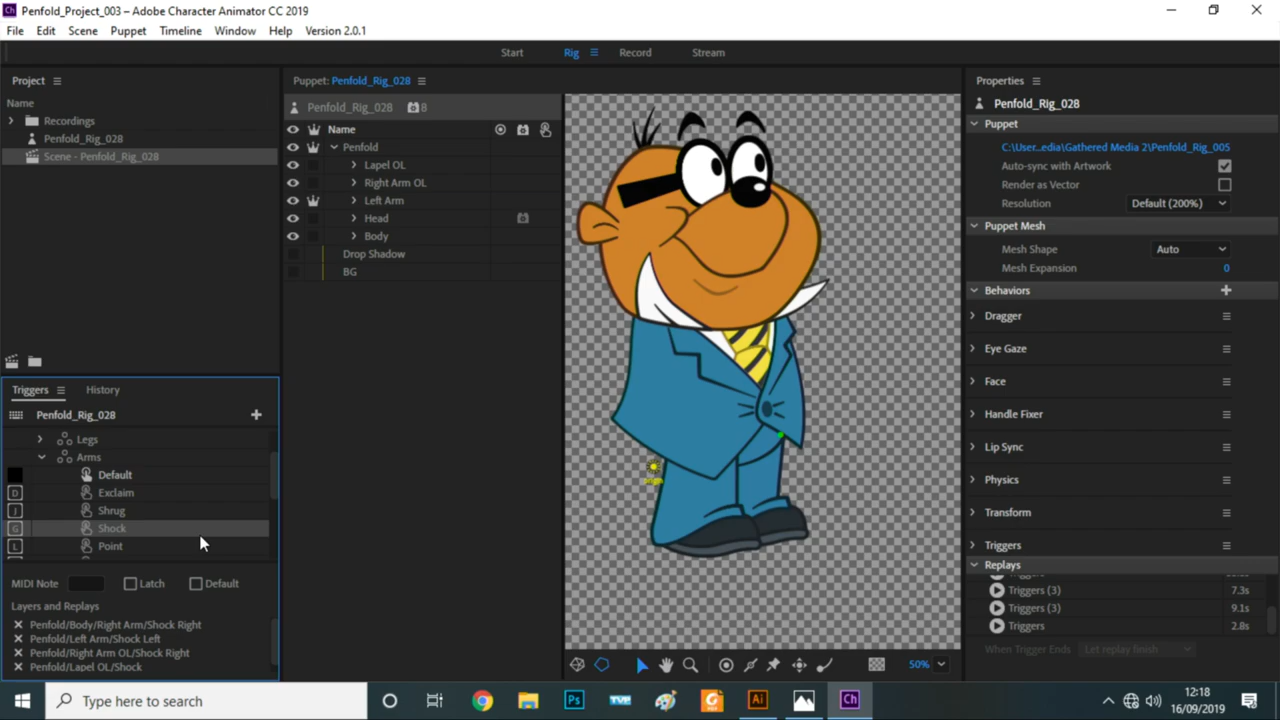 Ch Penfold_Project_003 – Adobe Character Animator CC 2019
File Edit Scene Puppet Timeline Window Help Version 2.0.1
Start Rig Record Stream
Project
Name
Recordings
Penfold_Rig_028
Scene - Penfold_Rig_028
Puppet: Penfold_Rig_028
Penfold_Rig_028 8
Name
Penfold
Lapel OL
Right Arm OL
Left Arm
Head
Body
Drop Shadow
BG
origin
50%
Properties
Penfold_Rig_028
Puppet
C:\User...edia\Gathered Media 2\Penfold_Rig_005
Auto-sync with Artwork
Render as Vector
Resolution Default (200%)
Puppet Mesh
Mesh Shape Auto
Mesh Expansion 0
Behaviors +
Dragger
Eye Gaze
Face
Handle Fixer
Lip Sync
Physics
Transform
Triggers
Replays
Triggers (3) 7.3s
Triggers (3) 9.1s
Triggers 2.8s
When Trigger Ends Let replay finish
Triggers History
Penfold_Rig_028 +
Legs
Arms
Default
D Exclaim
J Shrug
G Shock
L Point
MIDI Note Latch Default
Layers and Replays
Penfold/Body/Right Arm/Shock Right
Penfold/Left Arm/Shock Left
Penfold/Right Arm OL/Shock Right
Penfold/Lapel OL/Shock
Type here to search
Ps TVP Ai Ch
12:18
16/09/2019